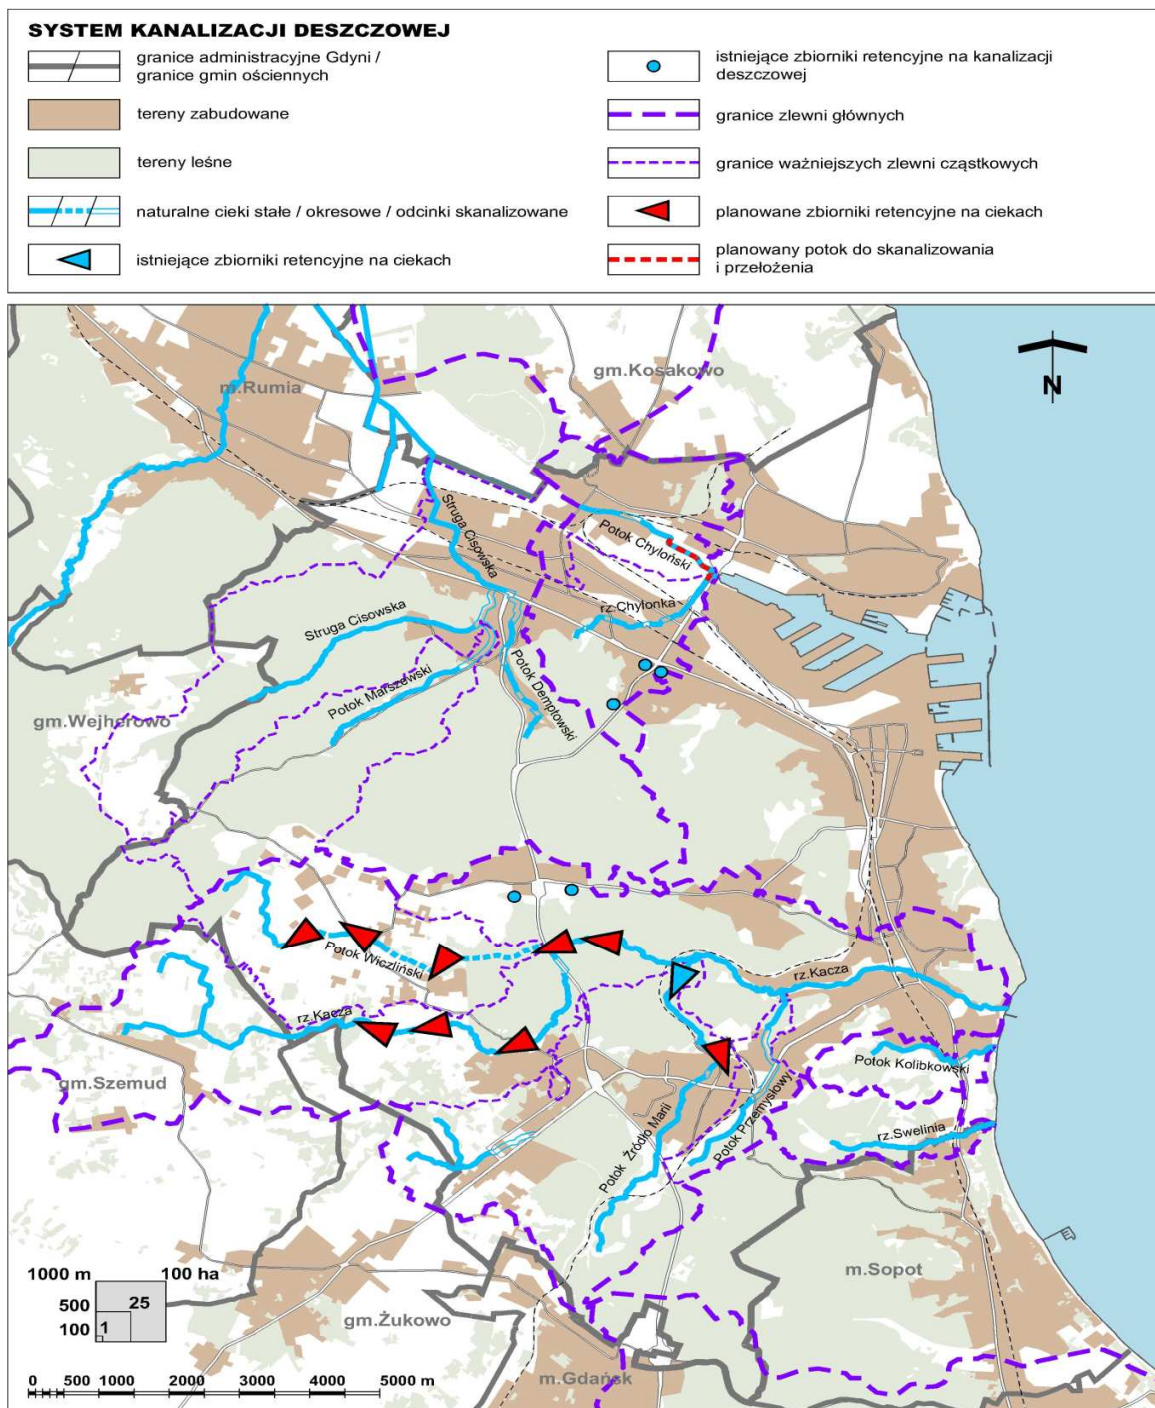 SYSTEM KANALIZACJI DESZCZOWEJ
granice administracyjne Gdyni /
granice gmin ościennych
tereny zabudowane
tereny leśne
naturalne cieki stałe / okresowe / odcinki skanalizowane
istniejące zbiorniki retencyjne na ciekach
istniejące zbiorniki retencyjne na kanalizacji
deszczowej
granice zlewni głównych
granice ważniejszych zlewni cząstkowych
planowane zbiorniki retencyjne na ciekach
planowany potok do skanalizowania
i przełożenia
m.Rumia
gm.Kosakowo
N
Struga Cisowska
Potok Chyloński
rz.Chylonka
Struga Cisowska
Potok Marszewski
Potok Demptowski
gm.Wejherowo
Potok Wiczliński
rz.Kacza
rz.Kacza
gm.Szemud
Potok Kolibkowski
Potok Źródło Marii
Potok Przemysłowy
rz.Swelinia
m.Sopot
1000 m
100 ha
500
25
100
1
gm.Żukowo
m.Gdańsk
0 500 1000 2000 3000 4000 5000 m